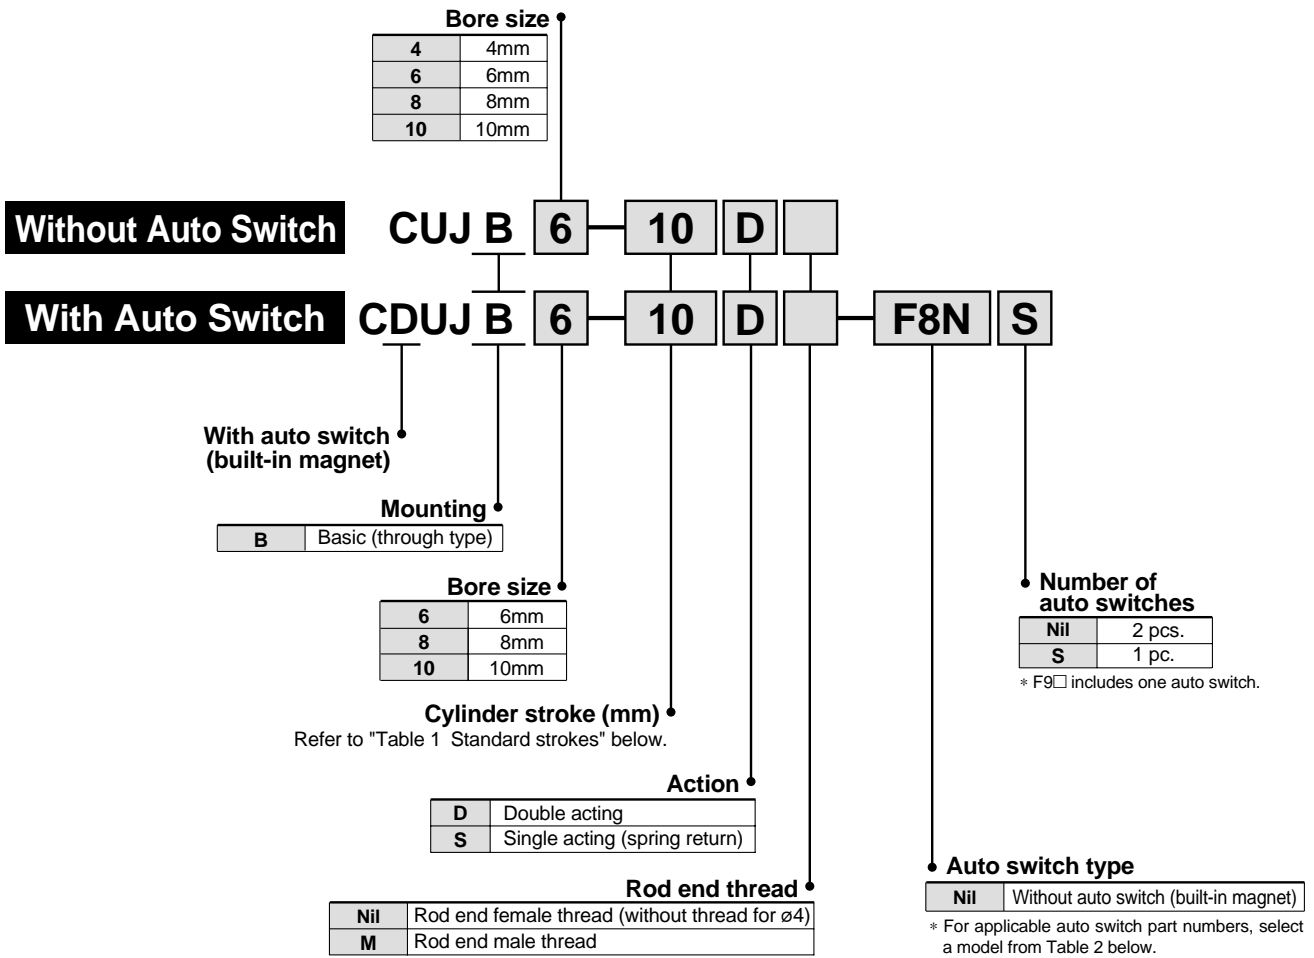 Bore size
4 4mm
6 6mm
8 8mm
10 10mm
Without Auto Switch CUJ B 6 — 10 D
With Auto Switch CDUJ B 6 — 10 D — F8N S
With auto switch
(built-in magnet)
Mounting
B Basic (through type)
Bore size
6 6mm
8 8mm
10 10mm
Number of
auto switches
Nil 2 pcs.
S 1 pc.
* F9□ includes one auto switch.
Cylinder stroke (mm)
Refer to "Table 1 Standard strokes" below.
Action
D Double acting
S Single acting (spring return)
Rod end thread
Nil Rod end female thread (without thread for ø4)
M Rod end male thread
Auto switch type
Nil Without auto switch (built-in magnet)
* For applicable auto switch part numbers, select
a model from Table 2 below.